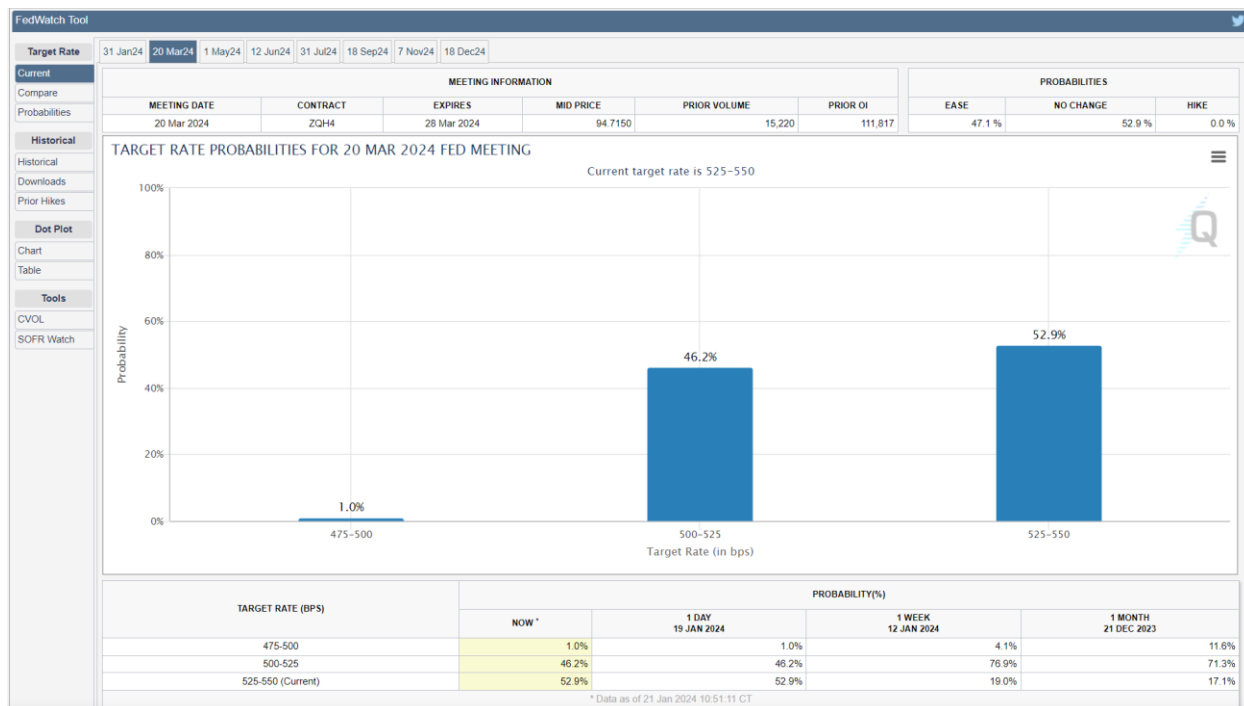 FedWatch Tool
Target Rate
Current
Compare
Probabilities
Historical
Historical
Downloads
Prior Hikes
Dot Plot
Chart
Table
Tools
CVOL
SOFR Watch
31 Jan24 20 Mar24 1 May24 12 Jun24 31 Jul24 18 Sep24 7 Nov24 18 Dec24
MEETING INFORMATION
MEETING DATE CONTRACT EXPIRES MID PRICE PRIOR VOLUME PRIOR OI
20 Mar 2024 ZQH4 28 Mar 2024 94.7150 15,220 111,817
PROBABILITIES
EASE NO CHANGE HIKE
47.1 % 52.9 % 0.0 %
TARGET RATE PROBABILITIES FOR 20 MAR 2024 FED MEETING
Current target rate is 525-550
Q
Probability
100%
80%
60%
40%
20%
0%
1.0%
46.2%
52.9%
475-500 500-525 525-550
Target Rate (in bps)
TARGET RATE (BPS) PROBABILITY(%)
NOW * 1 DAY 1 WEEK 1 MONTH
19 JAN 2024 12 JAN 2024 21 DEC 2023
475-500 1.0% 1.0% 4.1% 11.6%
500-525 46.2% 46.2% 76.9% 71.3%
525-550 (Current) 52.9% 52.9% 19.0% 17.1%
* Data as of 21 Jan 2024 10:51:11 CT